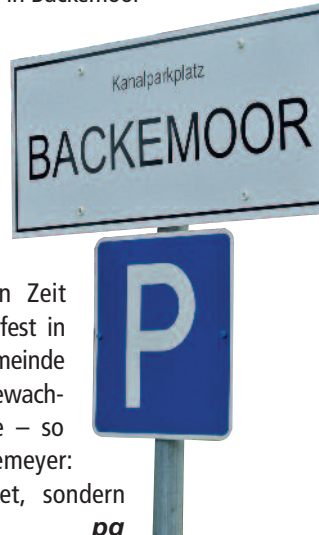 in Backemoor
Kanalparkplatz
BACKEMOOR
P
n Zeit
fest in
meinde
ewach-
e – so
emeyer:
et, sondern
pg